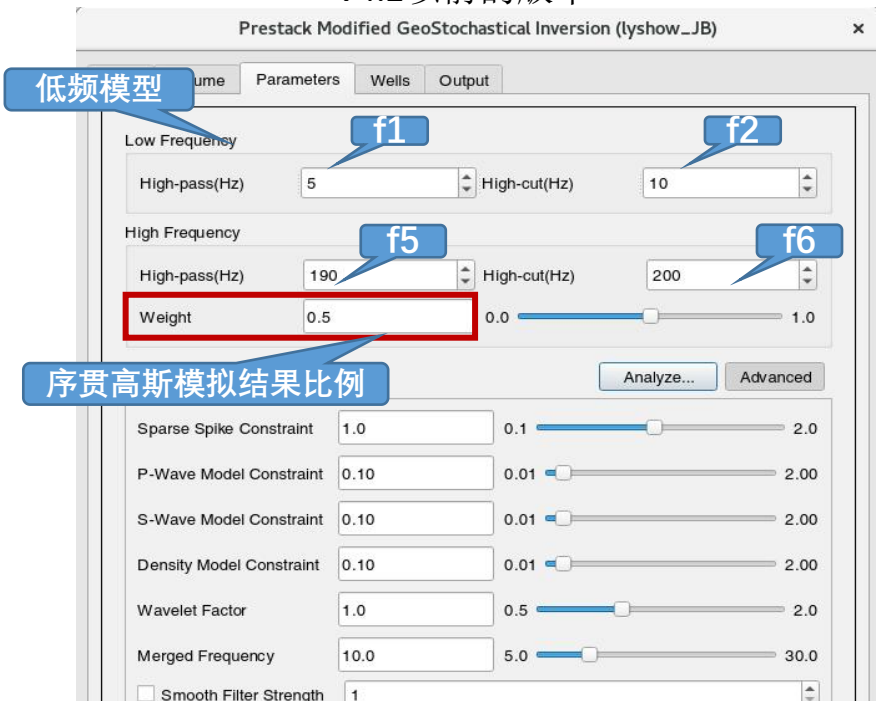 Prestack Modified GeoStochastical Inversion (lyshow_JB) ×
低频模型 ume Parameters Wells Output
Low Frequency f1 f2
High-pass(Hz) 5 High-cut(Hz) 10
High Frequency f5 f6
High-pass(Hz) 190 High-cut(Hz) 200
Weight 0.5 0.0 1.0
序贯高斯模拟结果比例 Analyze... Advanced
Sparse Spike Constraint 1.0 0.1 2.0
P-Wave Model Constraint 0.10 0.01 2.00
S-Wave Model Constraint 0.10 0.01 2.00
Density Model Constraint 0.10 0.01 2.00
Wavelet Factor 1.0 0.5 2.0
Merged Frequency 10.0 5.0 30.0
Smooth Filter Strength 1